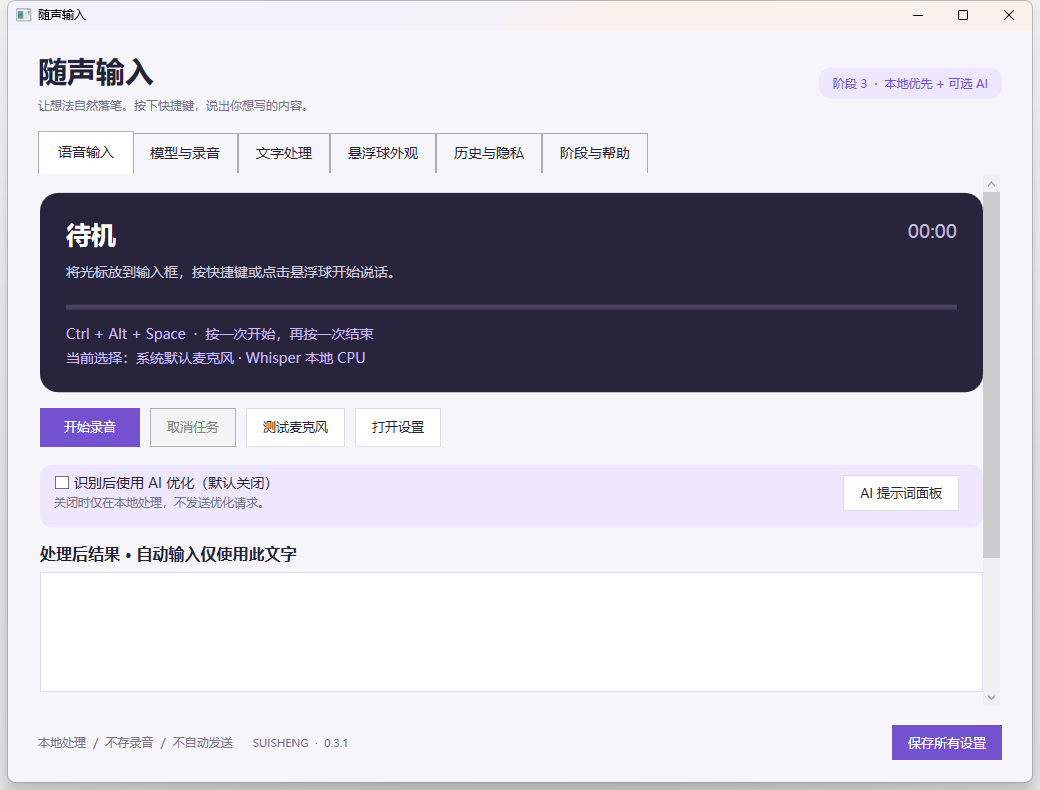 随声输入
随声输入
让想法自然落笔。按下快捷键，说出你想写的内容。
阶段 3 · 本地优先 + 可选 AI
语音输入 模型与录音 文字处理 悬浮球外观 历史与隐私 阶段与帮助
待机
00:00
将光标放到输入框，按快捷键或点击悬浮球开始说话。
Ctrl + Alt + Space · 按一次开始，再按一次结束
当前选择：系统默认麦克风 · Whisper 本地 CPU
开始录音 取消任务 测试麦克风 打开设置
识别后使用 AI 优化（默认关闭）
关闭时仅在本地处理，不发送优化请求。
AI 提示词面板
处理后结果 • 自动输入仅使用此文字
本地处理 / 不存录音 / 不自动发送 SUISHENG · 0.3.1
保存所有设置